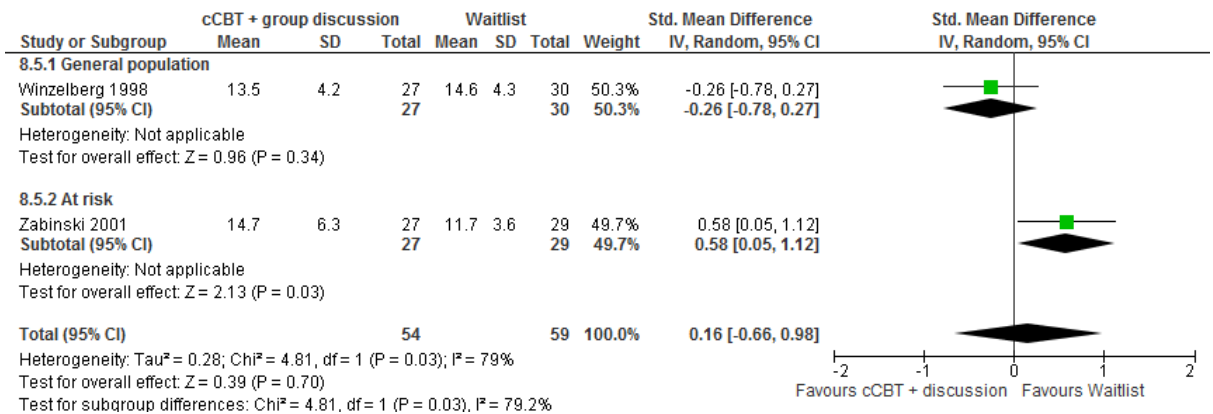 cCBT + group discussion Waitlist Std. Mean Difference Std. Mean Difference
Study or Subgroup Mean SD Total Mean SD Total Weight IV, Random, 95% CI IV, Random, 95% CI
8.5.1 General population
Winzelberg 1998 13.5 4.2 27 14.6 4.3 30 50.3% -0.26 [-0.78, 0.27]
Subtotal (95% CI) 27 30 50.3% -0.26 [-0.78, 0.27]
Heterogeneity: Not applicable
Test for overall effect: Z = 0.96 (P = 0.34)
8.5.2 At risk
Zabinski 2001 14.7 6.3 27 11.7 3.6 29 49.7% 0.58 [0.05, 1.12]
Subtotal (95% CI) 27 29 49.7% 0.58 [0.05, 1.12]
Heterogeneity: Not applicable
Test for overall effect: Z = 2.13 (P = 0.03)
Total (95% CI) 54 59 100.0% 0.16 [-0.66, 0.98]
Heterogeneity: Tau² = 0.28; Chi² = 4.81, df = 1 (P = 0.03); I² = 79%
Test for overall effect: Z = 0.39 (P = 0.70)
Test for subgroup differences: Chi² = 4.81, df = 1 (P = 0.03), I² = 79.2%
-2 -1 0 1 2
Favours cCBT + discussion Favours Waitlist